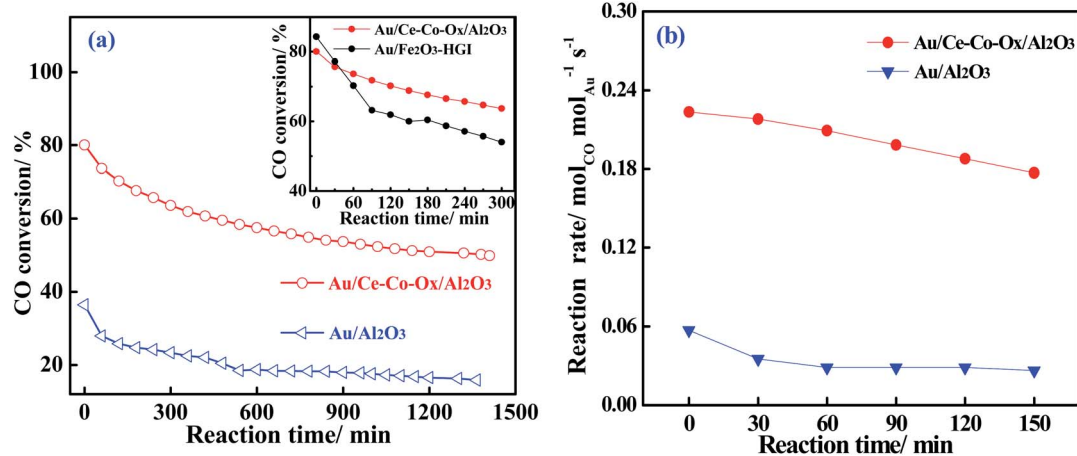 (a)
CO conversion/ %
100
80
60
40
20
0
300
600
900
1200
1500
Reaction time/ min
Au/Ce-Co-Ox/Al2O3
Au/Al2O3
CO conversion/ %
80
60
40
0
60
120
180
240
300
Reaction time/ min
Au/Ce-Co-Ox/Al2O3
Au/Fe2O3-HGI
(b)
Reaction rate/ molCO molAu-1 s-1
0.30
0.24
0.18
0.12
0.06
0.00
0
30
60
90
120
150
Reaction time/ min
Au/Ce-Co-Ox/Al2O3
Au/Al2O3